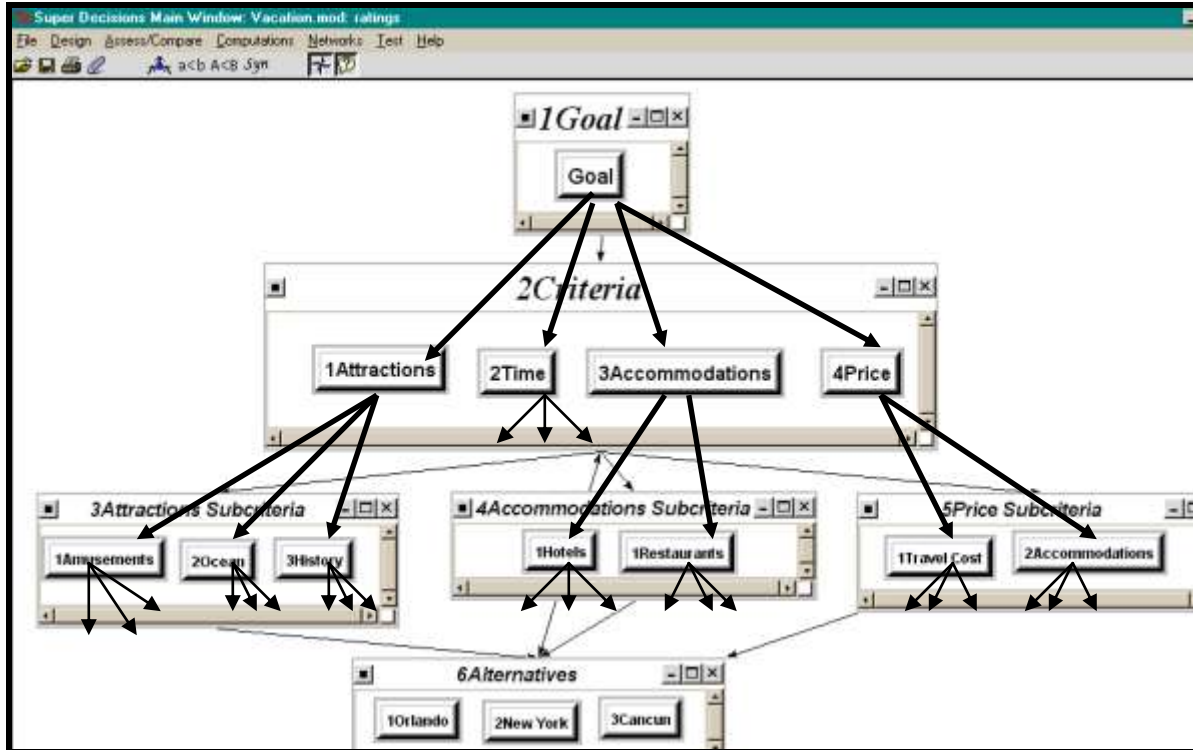 Super Decisions Main Window: Vacation.mod: ratings
File Design Assess/Compare Computations Networks Test Help
a<b A<B Syn
1Goal
Goal
2Criteria
1Attractions 2Time 3Accommodations 4Price
3Attractions Subcriteria 4Accommodations Subcriteria 5Price Subcriteria
1Amusements 2Ocean 3History 1Hotels 1Restaurants 1Travel Cost 2Accommodations
6Alternatives
1Orlando 2New York 3Cancun